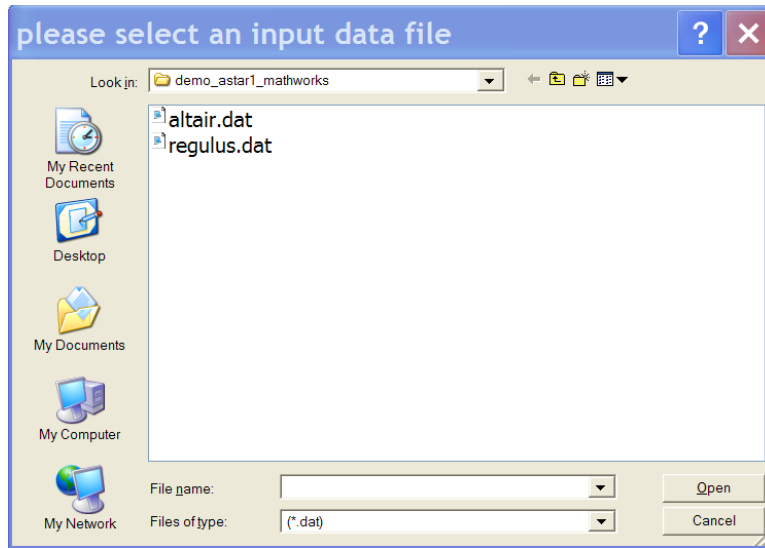 please select an input data file
Look in: demo_astar1_mathworks
altair.dat
regulus.dat
My Recent
Documents
Desktop
My Documents
My Computer
My Network
File name:
Open
Files of type: (*.dat)
Cancel